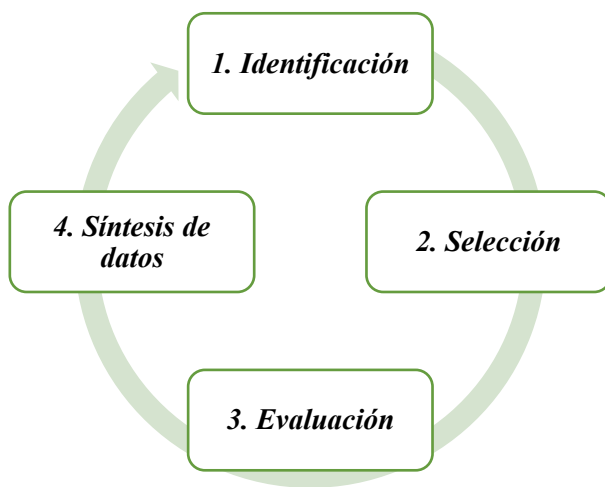 1. Identificación
2. Selección
3. Evaluación
4. Síntesis de
datos